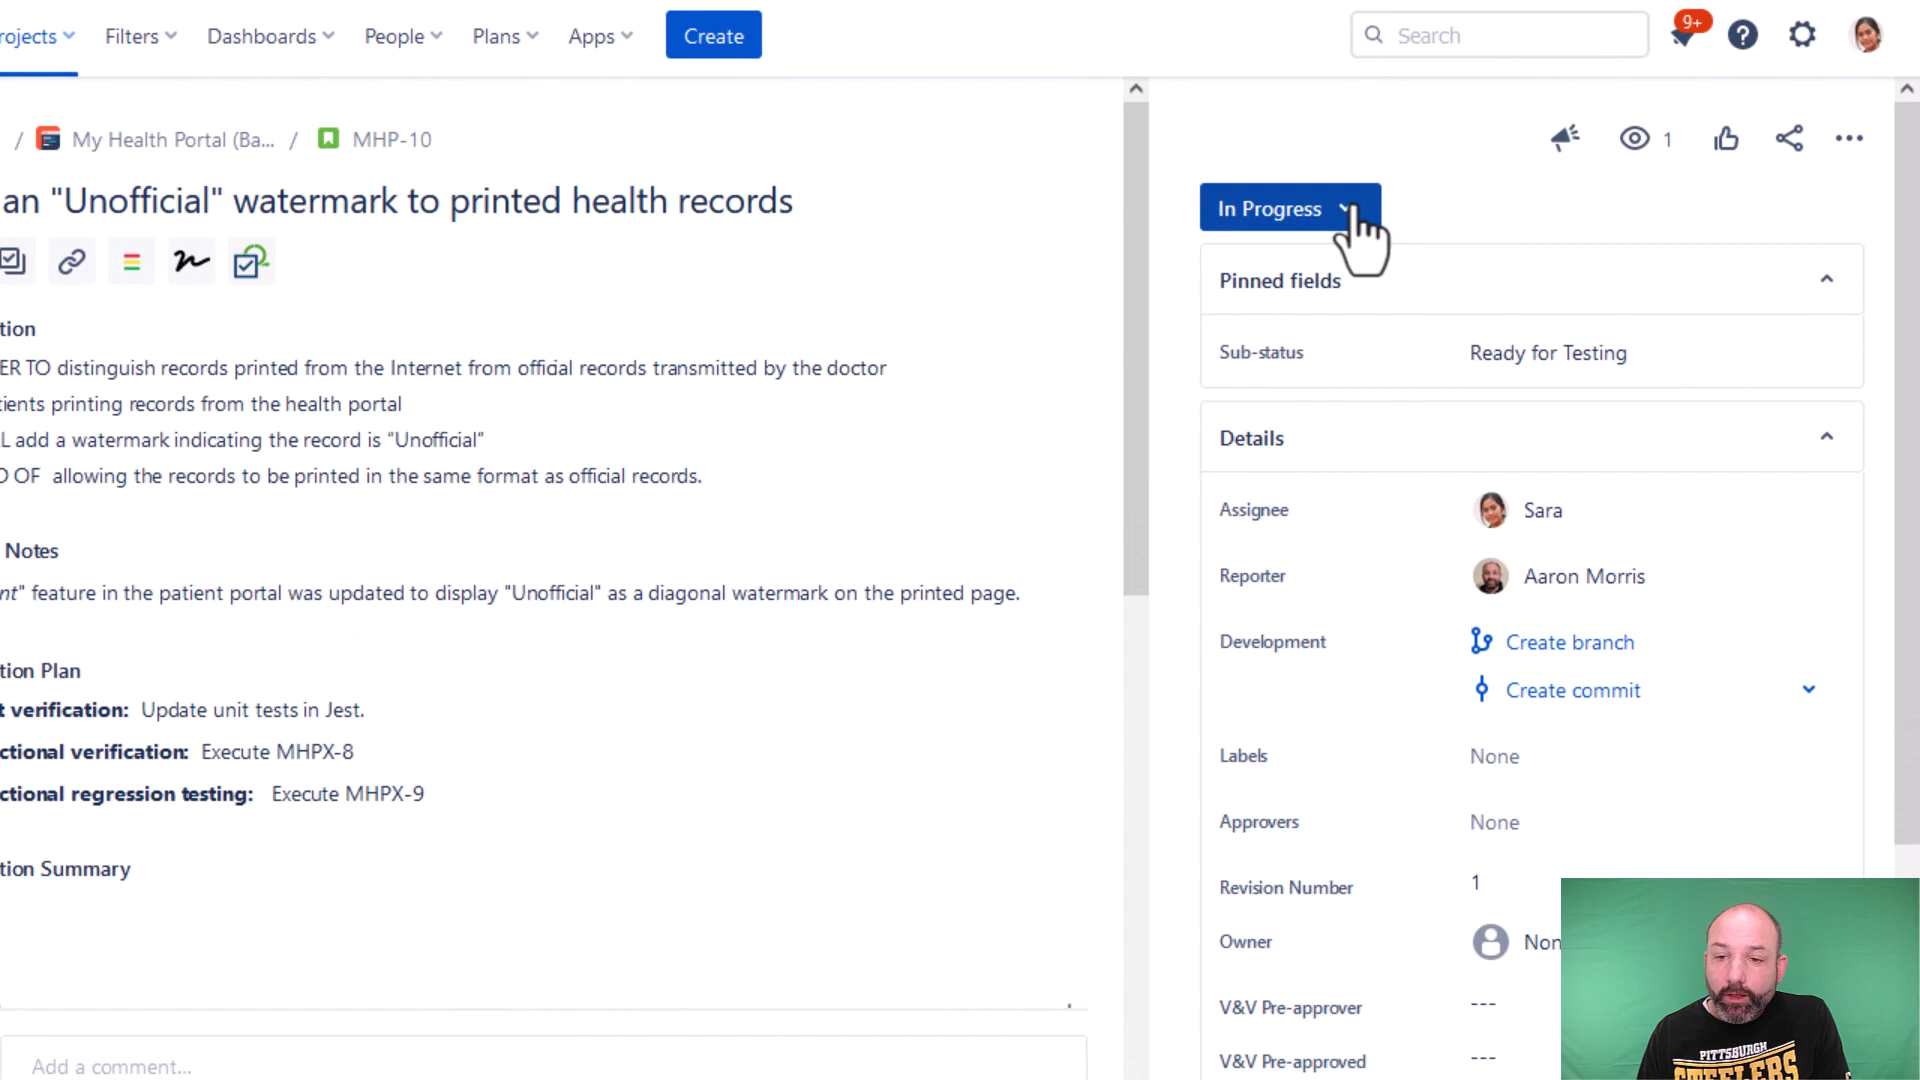 rojects Filters Dashboards People Plans Apps Create Search 9+
/ My Health Portal (Ba... / MHP-10
1
an "Unofficial" watermark to printed health records
In Progress
Pinned fields
Sub-status Ready for Testing
tion
ER TO distinguish records printed from the Internet from official records transmitted by the doctor
tients printing records from the health portal
L add a watermark indicating the record is “Unofficial”
D OF allowing the records to be printed in the same format as official records.
Notes
nt" feature in the patient portal was updated to display "Unofficial" as a diagonal watermark on the printed page.
tion Plan
t verification: Update unit tests in Jest.
ctional verification: Execute MHPX-8
ctional regression testing: Execute MHPX-9
tion Summary
Add a comment...
Details
Assignee Sara
Reporter Aaron Morris
Development Create branch
Create commit
Labels None
Approvers None
Revision Number 1
Owner Non
V&V Pre-approver ---
V&V Pre-approved ---
PITTSBURGH
STEELERS